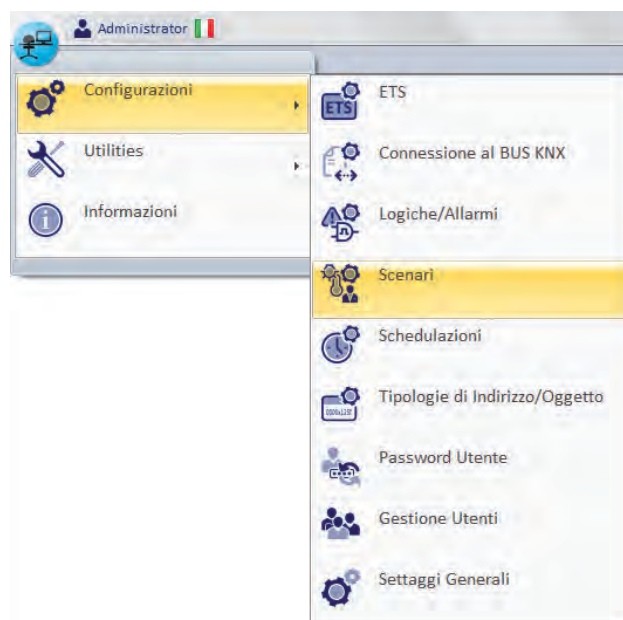 Administrator
Configurazioni
Utilities
Informazioni
ETS
ETS
Connessione al BUS KNX
Logiche/Allarmi
Scenari
Schedulazioni
Tipologie di Indirizzo/Oggetto
Password Utente
Gestione Utenti
Settaggi Generali